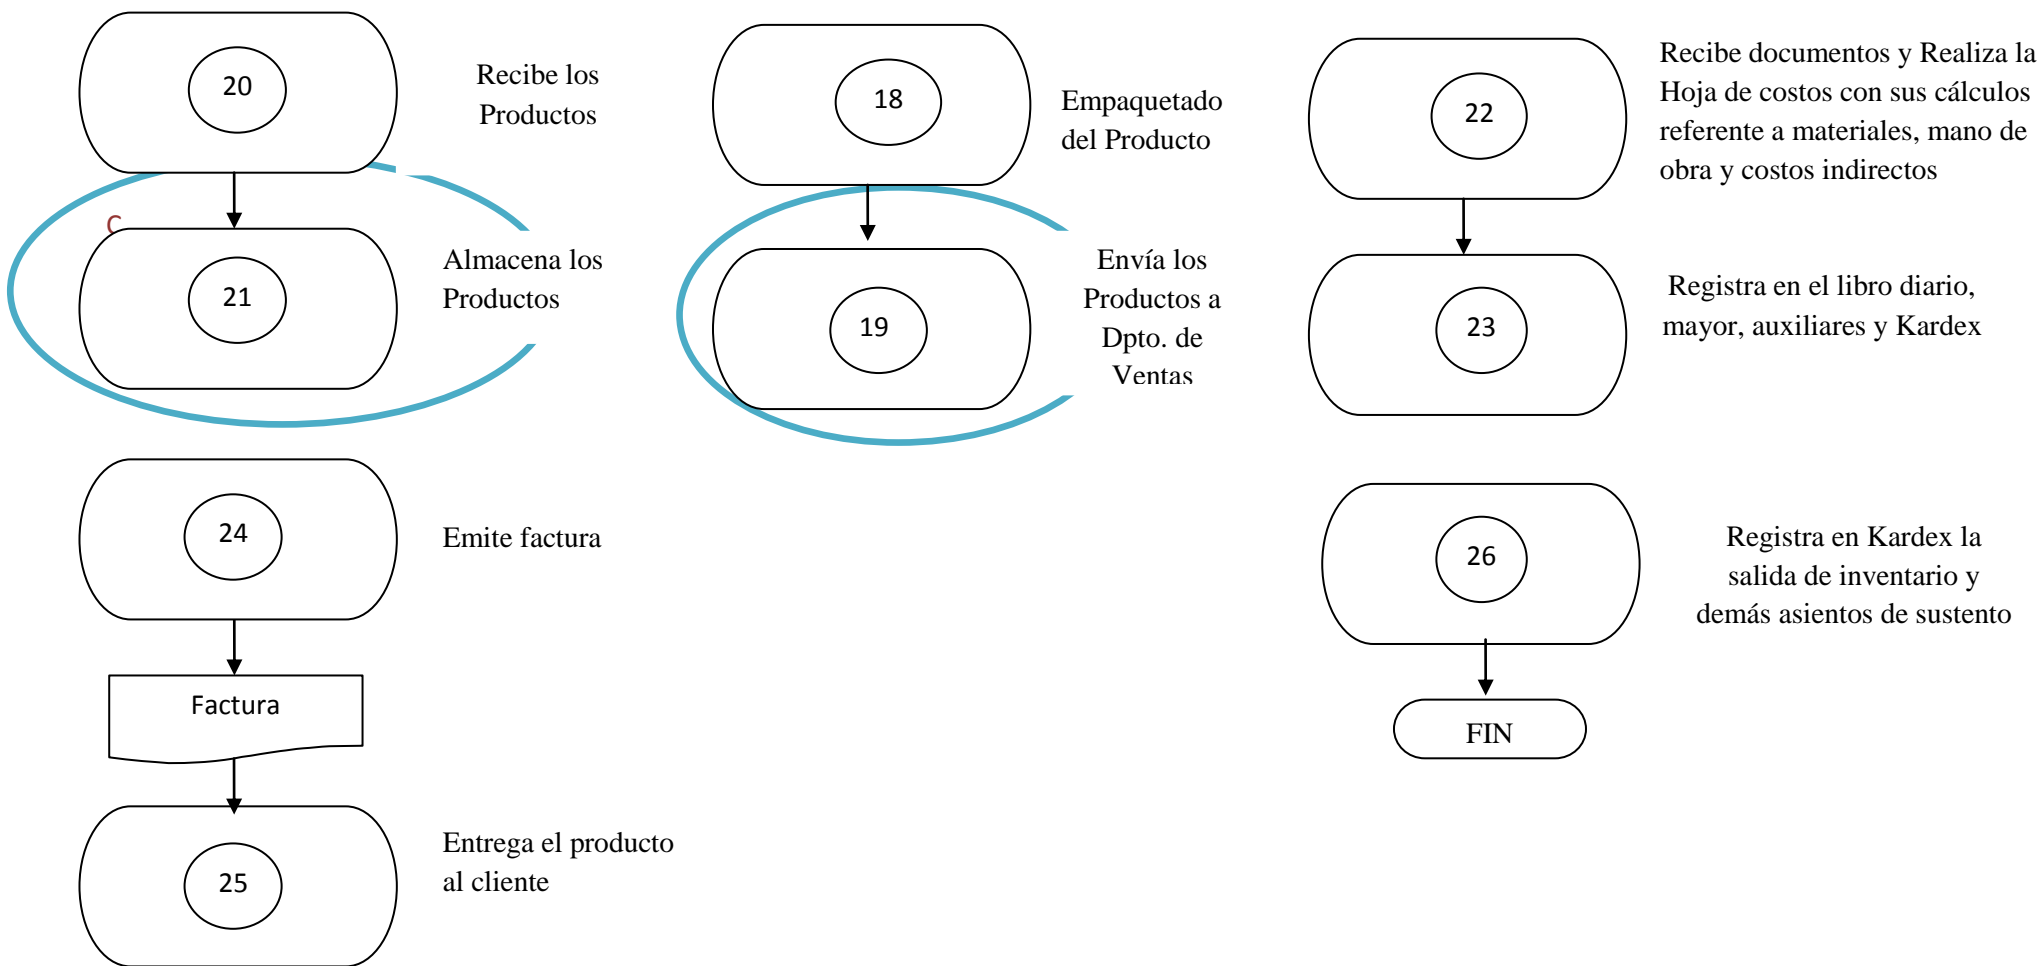 20
Recibe los
Productos
C
21
Almacena los
Productos
24
Emite factura
Factura
25
Entrega el producto
al cliente
18
Empaquetado
del Producto
19
Envía los
Productos a
Dpto. de
Ventas
22
Recibe documentos y Realiza la
Hoja de costos con sus cálculos
referente a materiales, mano de
obra y costos indirectos
23
Registra en el libro diario,
mayor, auxiliares y Kardex
26
Registra en Kardex la
salida de inventario y
demás asientos de sustento
FIN